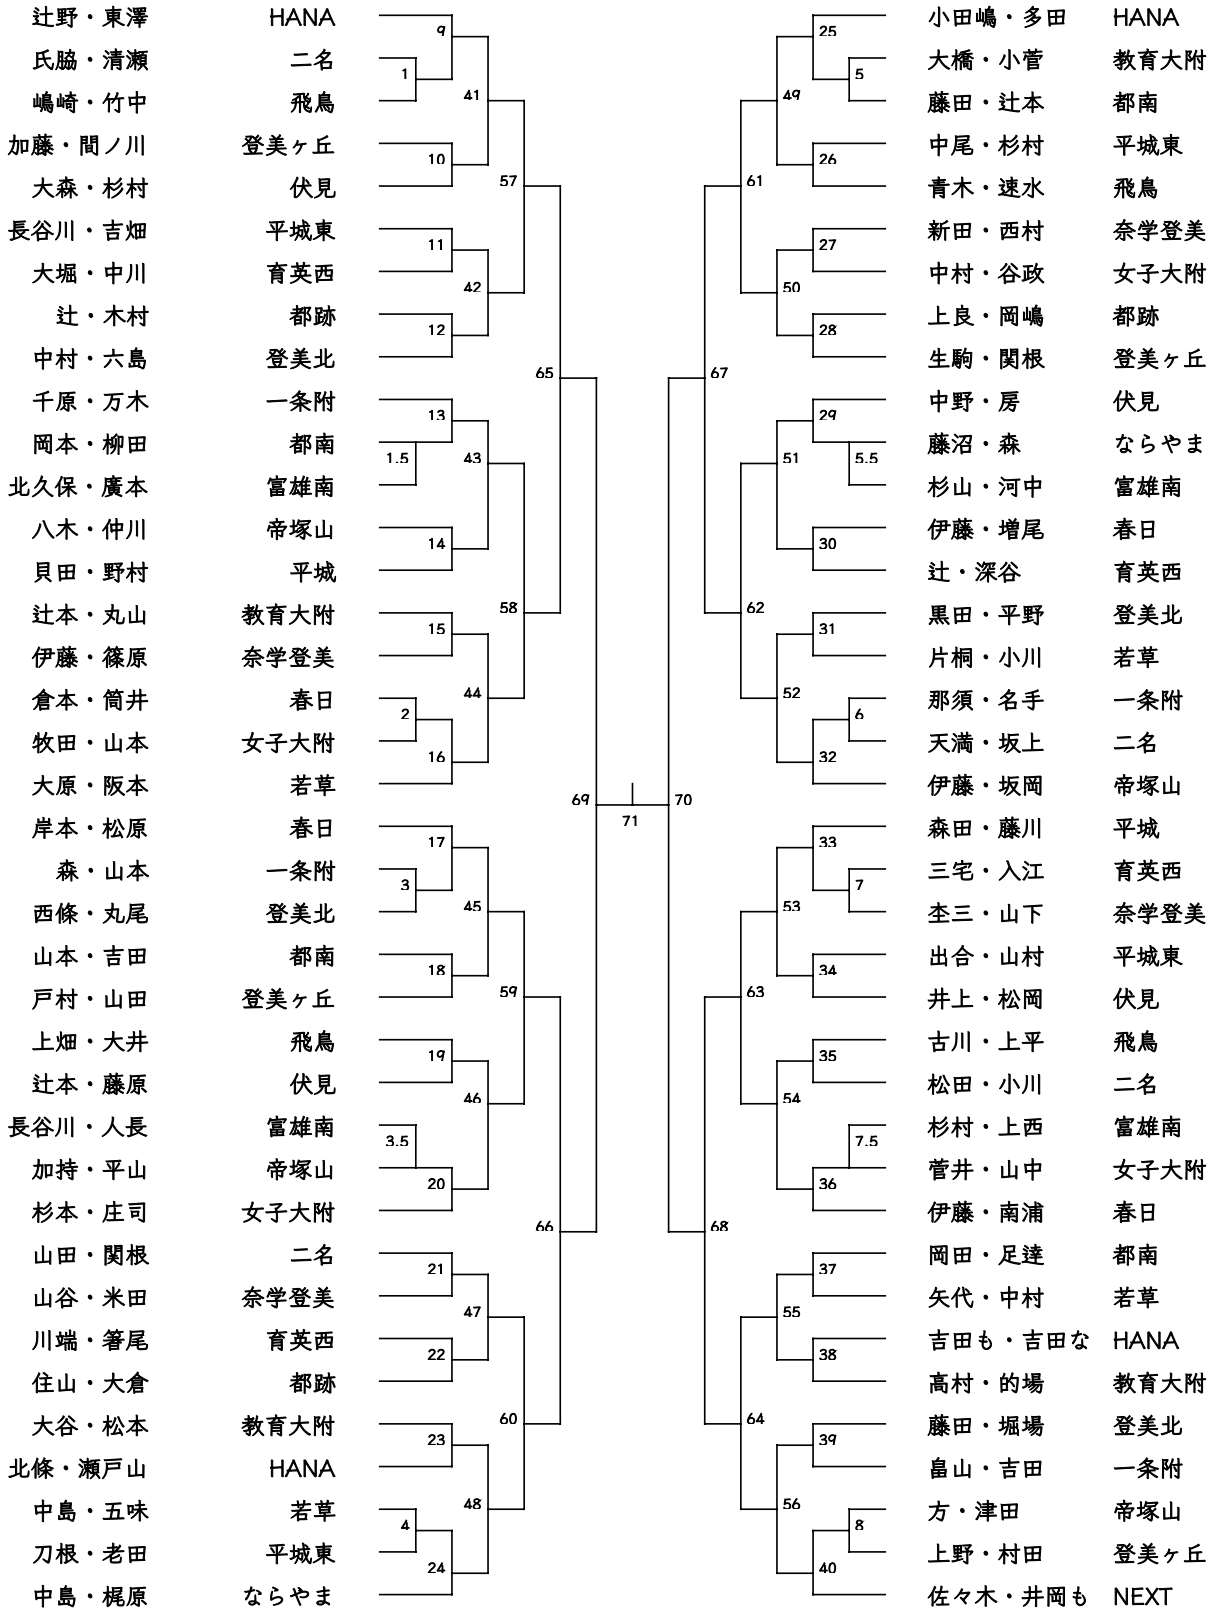 辻野・東澤 HANA 小田嶋・多田 HANA
9 25
氏脇・清瀬 二名 大橋・小菅 教育大附
1 5
嶋崎・竹中 飛鳥 41 49 藤田・辻本 都南
加藤・間ノ川 登美ヶ丘 中尾・杉村 平城東
10 26
大森・杉村 伏見 57 61 青木・速水 飛鳥
長谷川・吉畑 平城東 新田・西村 奈学登美
11 27
大堀・中川 育英西 中村・谷政 女子大附
42 50
辻・木村 都跡 上良・岡嶋 都跡
12 28
中村・六島 登美北 生駒・関根 登美ヶ丘
65 67
千原・万木 一条附 中野・房 伏見
13 29
岡本・柳田 都南 藤沼・森 ならやま
1.5 43 51 5.5
北久保・廣本 富雄南 杉山・河中 富雄南
八木・仲川 帝塚山 伊藤・増尾 春日
14 30
貝田・野村 平城 辻・深谷 育英西
58 62
辻本・丸山 教育大附 黒田・平野 登美北
15 31
伊藤・篠原 奈学登美 片桐・小川 若草
倉本・筒井 春日 44 52 那須・名手 一条附
2 6
牧田・山本 女子大附 天満・坂上 二名
16 32
大原・阪本 若草 伊藤・坂岡 帝塚山
69 70
71
岸本・松原 春日 森田・藤川 平城
17 33
森・山本 一条附 三宅・入江 育英西
3 7
西條・丸尾 登美北 45 53 杢三・山下 奈学登美
山本・吉田 都南 出合・山村 平城東
18 34
戸村・山田 登美ヶ丘 59 63 井上・松岡 伏見
上畑・大井 飛鳥 古川・上平 飛鳥
19 35
辻本・藤原 伏見 松田・小川 二名
46 54
長谷川・人長 富雄南 杉村・上西 富雄南
3.5 7.5
加持・平山 帝塚山 菅井・山中 女子大附
20 36
杉本・庄司 女子大附 伊藤・南浦 春日
66 68
山田・関根 二名 岡田・足達 都南
21 37
山谷・米田 奈学登美 矢代・中村 若草
47 55
川端・箸尾 育英西 吉田も・吉田な HANA
22 38
住山・大倉 都跡 高村・的場 教育大附
60 64
大谷・松本 教育大附 藤田・堀場 登美北
23 39
北條・瀬戸山 HANA 畠山・吉田 一条附
中島・五味 若草 48 56 方・津田 帝塚山
4 8
刀根・老田 平城東 上野・村田 登美ヶ丘
24 40
中島・梶原 ならやま 佐々木・井岡も NEXT